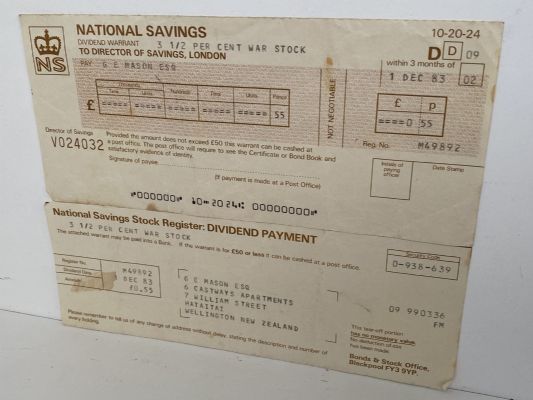 NATIONAL SAVINGS
DIVIDEND WARRANT 3 1/2 PER CENT WAR STOCK
TO DIRECTOR OF SAVINGS, LONDON
NS
10-20-24
D D 09
within 3 months of
1 DEC 83 02
PAY G E MASON ESQ
Thousands
Tens Units Hundreds Tens Units Pence
£ ===== ===== ===== ===== ===== 55
NOT NEGOTIABLE
£ p
====0 55
Reg. No. M49892
Director of Savings
V024032
Provided the amount does not exceed £50 this warrant can be cashed at
a post office. The post office will require to see the Certificate or Bond Book and
satisfactory evidence of identity.
Signature of payee
(If payment is made at a Post Office)
Initials of
paying
officer
Date Stamp
National Savings Stock Register: DIVIDEND PAYMENT
3 1/2 PER CENT WAR STOCK
The attached warrant may be paid into a Bank. If the warrant is for £50 or less it can be cashed at a post office.
Security Code
0-938-639
Register No. M49892
Dividend Date 1 DEC 83
Amount £0.55
G E MASON ESQ
6 CASTWAYS APARTMENTS
7 WILLIAM STREET
HATAITAI
WELLINGTON NEW ZEALAND
09 990336
FM
This tear-off portion
has no monetary value.
No deduction of tax
has been made.
Please remember to tell us of any change of address without delay, stating the description and number of
every holding.
Bonds & Stock Office,
Blackpool FY3 9YP.